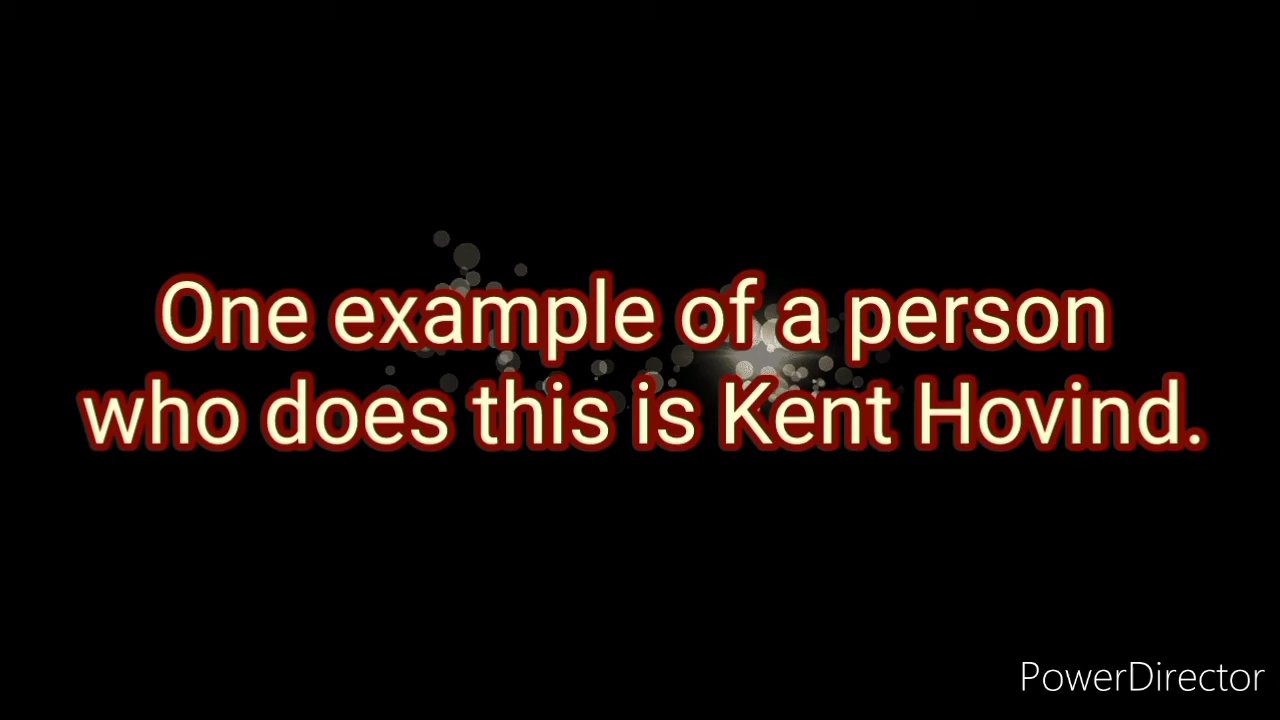 One example of a person
who does this is Kent Hovind.
PowerDirector